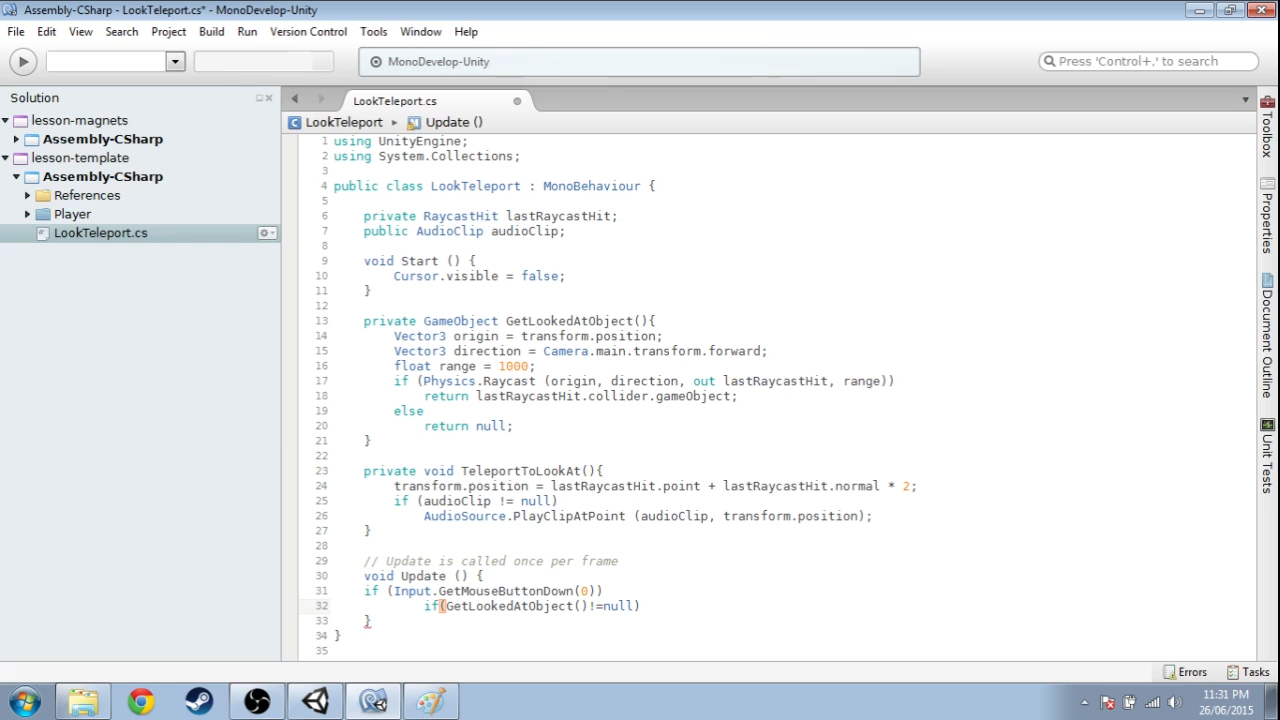 Assembly-CSharp - LookTeleport.cs* - MonoDevelop-Unity
File Edit View Search Project Build Run Version Control Tools Window Help
MonoDevelop-Unity
Press 'Control+,' to search
Solution
LookTeleport.cs
LookTeleport ▸ Update ()
lesson-magnets
Assembly-CSharp
lesson-template
Assembly-CSharp
References
Player
LookTeleport.cs
1 using UnityEngine;
2 using System.Collections;
3
4 public class LookTeleport : MonoBehaviour {
5
6 private RaycastHit lastRaycastHit;
7 public AudioClip audioClip;
8
9 void Start () {
10 Cursor.visible = false;
11 }
12
13 private GameObject GetLookedAtObject(){
14 Vector3 origin = transform.position;
15 Vector3 direction = Camera.main.transform.forward;
16 float range = 1000;
17 if (Physics.Raycast (origin, direction, out lastRaycastHit, range))
18 return lastRaycastHit.collider.gameObject;
19 else
20 return null;
21 }
22
23 private void TeleportToLookAt(){
24 transform.position = lastRaycastHit.point + lastRaycastHit.normal * 2;
25 if (audioClip != null)
26 AudioSource.PlayClipAtPoint (audioClip, transform.position);
27 }
28
29 // Update is called once per frame
30 void Update () {
31 if (Input.GetMouseButtonDown(0))
32 if(GetLookedAtObject()!=null)
33 }
34 }
35
Toolbox
Properties
Document Outline
Unit Tests
Errors Tasks
11:31 PM
26/06/2015